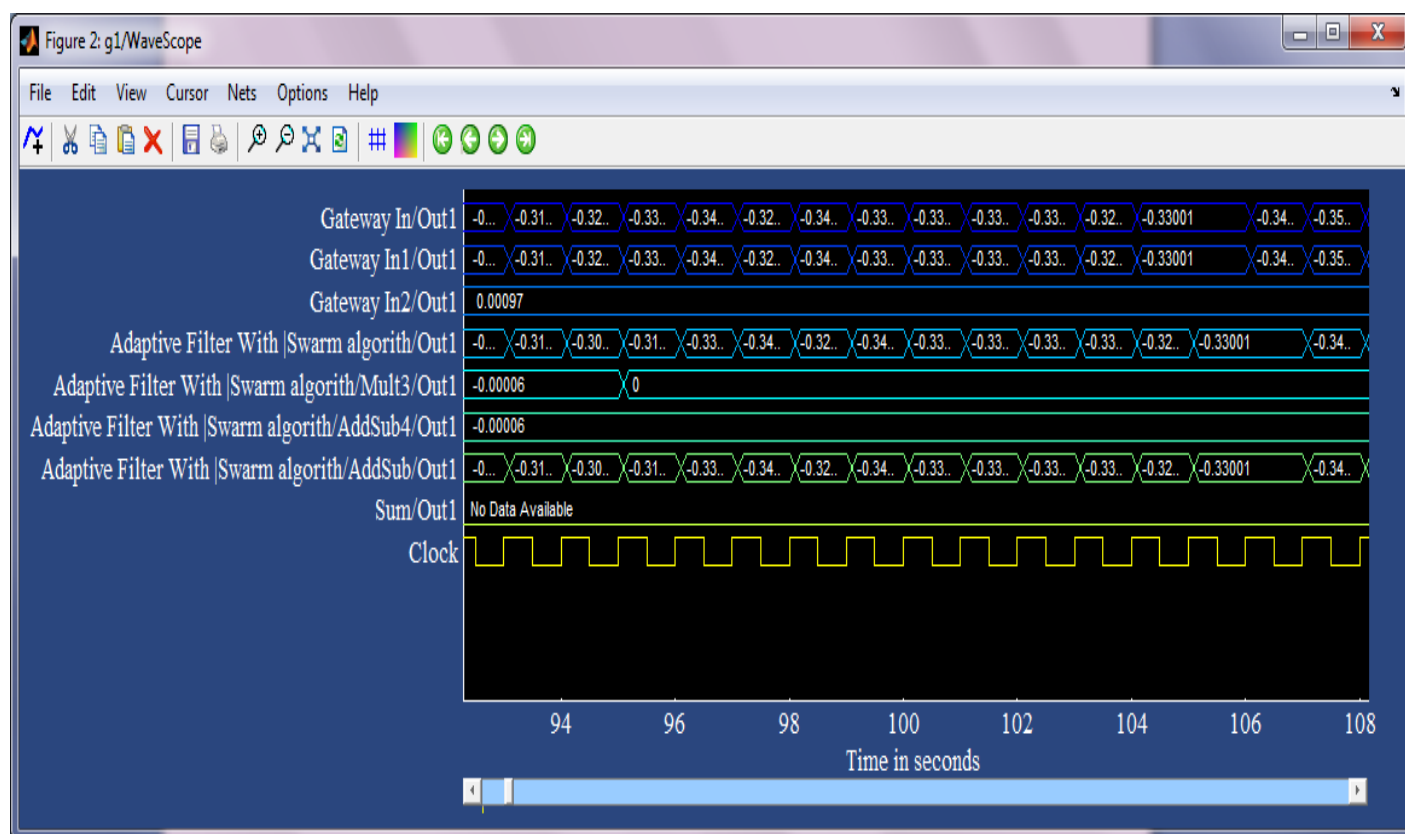 Figure 2: g1/WaveScope
File Edit View Cursor Nets Options Help
Gateway In/Out1 -0... -0.31.. -0.32.. -0.33.. -0.34.. -0.32.. -0.34.. -0.33.. -0.33.. -0.33.. -0.33.. -0.32.. -0.33001 -0.34.. -0.35..
Gateway In1/Out1 -0... -0.31.. -0.32.. -0.33.. -0.34.. -0.32.. -0.34.. -0.33.. -0.33.. -0.33.. -0.33.. -0.32.. -0.33001 -0.34.. -0.35..
Gateway In2/Out1 0.00097
Adaptive Filter With |Swarm algorith/Out1 -0... -0.31.. -0.30.. -0.31.. -0.33.. -0.34.. -0.32.. -0.34.. -0.33.. -0.33.. -0.33.. -0.33.. -0.32.. -0.33001 -0.34..
Adaptive Filter With |Swarm algorith/Mult3/Out1 -0.00006 0
Adaptive Filter With |Swarm algorith/AddSub4/Out1 -0.00006
Adaptive Filter With |Swarm algorith/AddSub/Out1 -0... -0.31.. -0.30.. -0.31.. -0.33.. -0.34.. -0.32.. -0.34.. -0.33.. -0.33.. -0.33.. -0.33.. -0.32.. -0.33001 -0.34..
Sum/Out1 No Data Available
Clock
94 96 98 100 102 104 106 108
Time in seconds